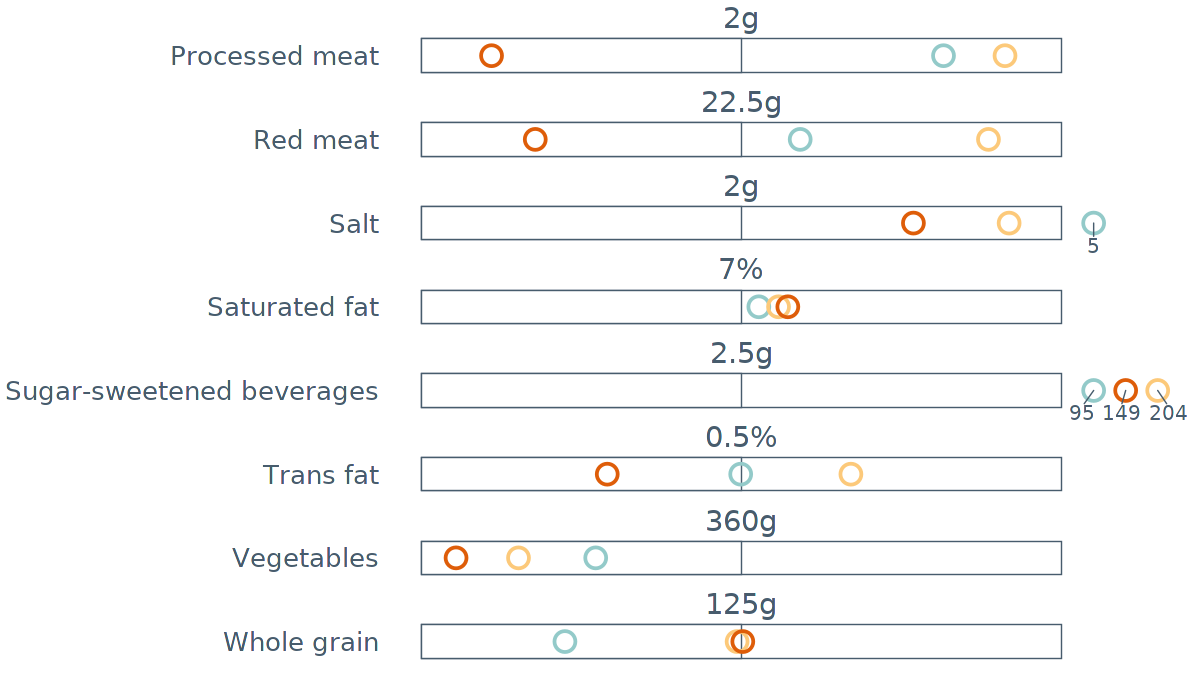 2g
Processed meat
22.5g
Red meat
2g
Salt
5
7%
Saturated fat
2.5g
Sugar-sweetened beverages
95 149 204
0.5%
Trans fat
360g
Vegetables
125g
Whole grain